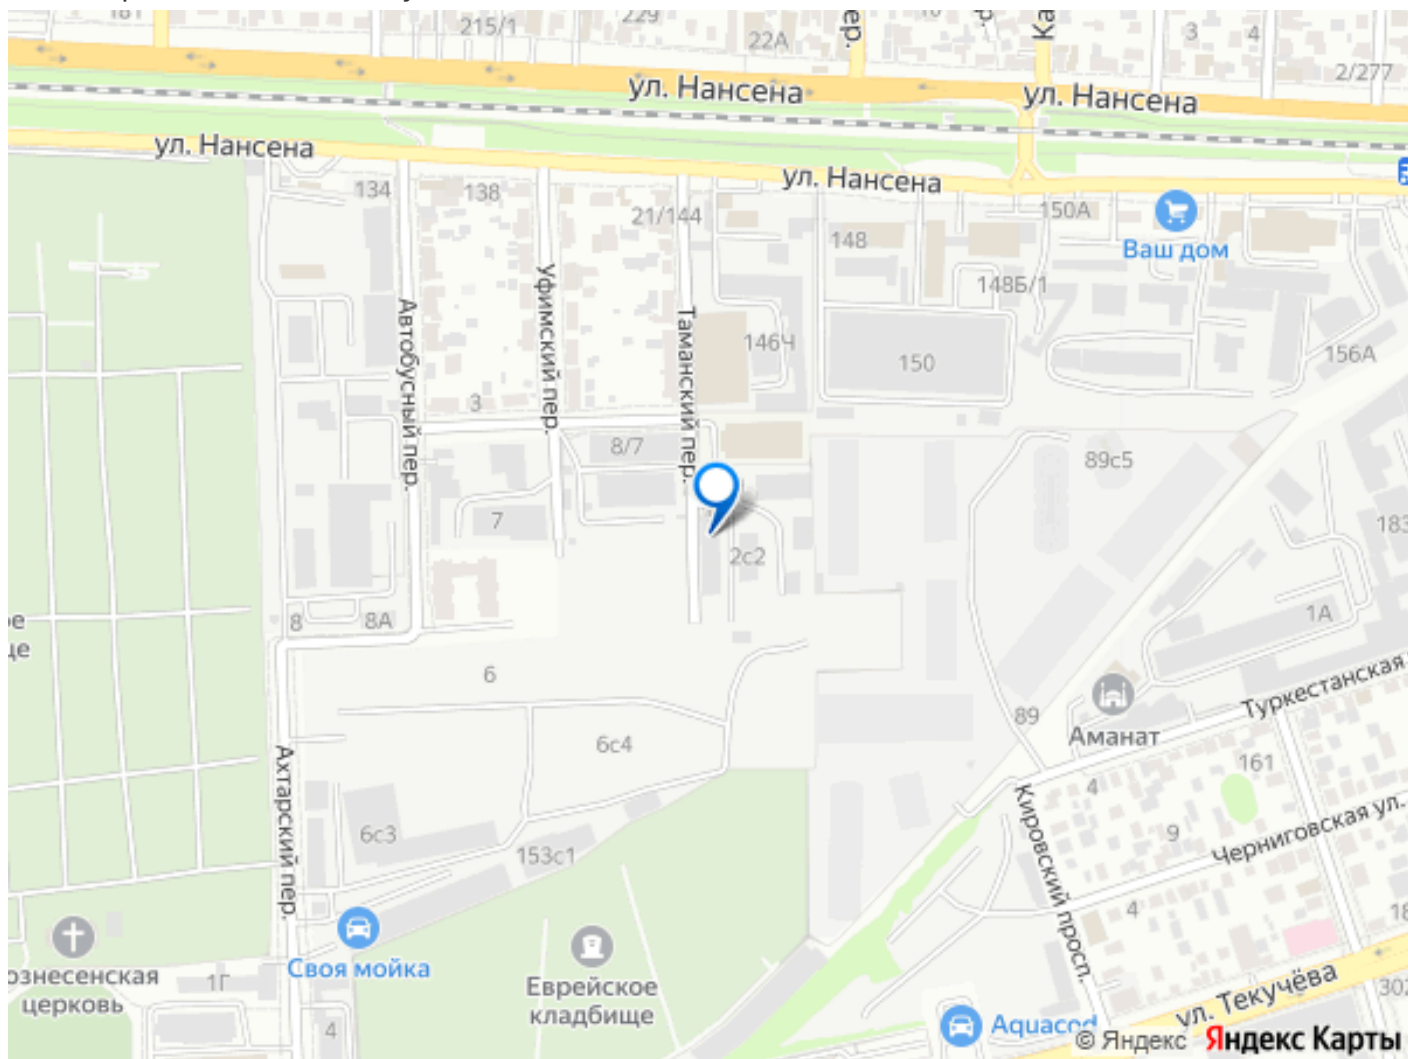 215/1
229
22А
3
4
2/277
ул. Нансена
ул. Нансена
ул. Нансена
ул. Нансена
134
138
21/144
148
150А
Ваш дом
148Б/1
Автобусный пер.
Уфимский пер.
Таманский пер.
146Ч
150
156А
3
8/7
89с5
7
2с2
183
8
8А
1А
6
Туркестанская
89
Аманат
6с4
161
4
Ахтарский пер.
Кировский просп.
9
Черниговская ул.
6с3
153с1
4
Своя мойка
ознесенская
церковь
1Г
Еврейское
кладбище
4
Aquacod
ул. Текучёва
302
© Яндекс Яндекс Карты